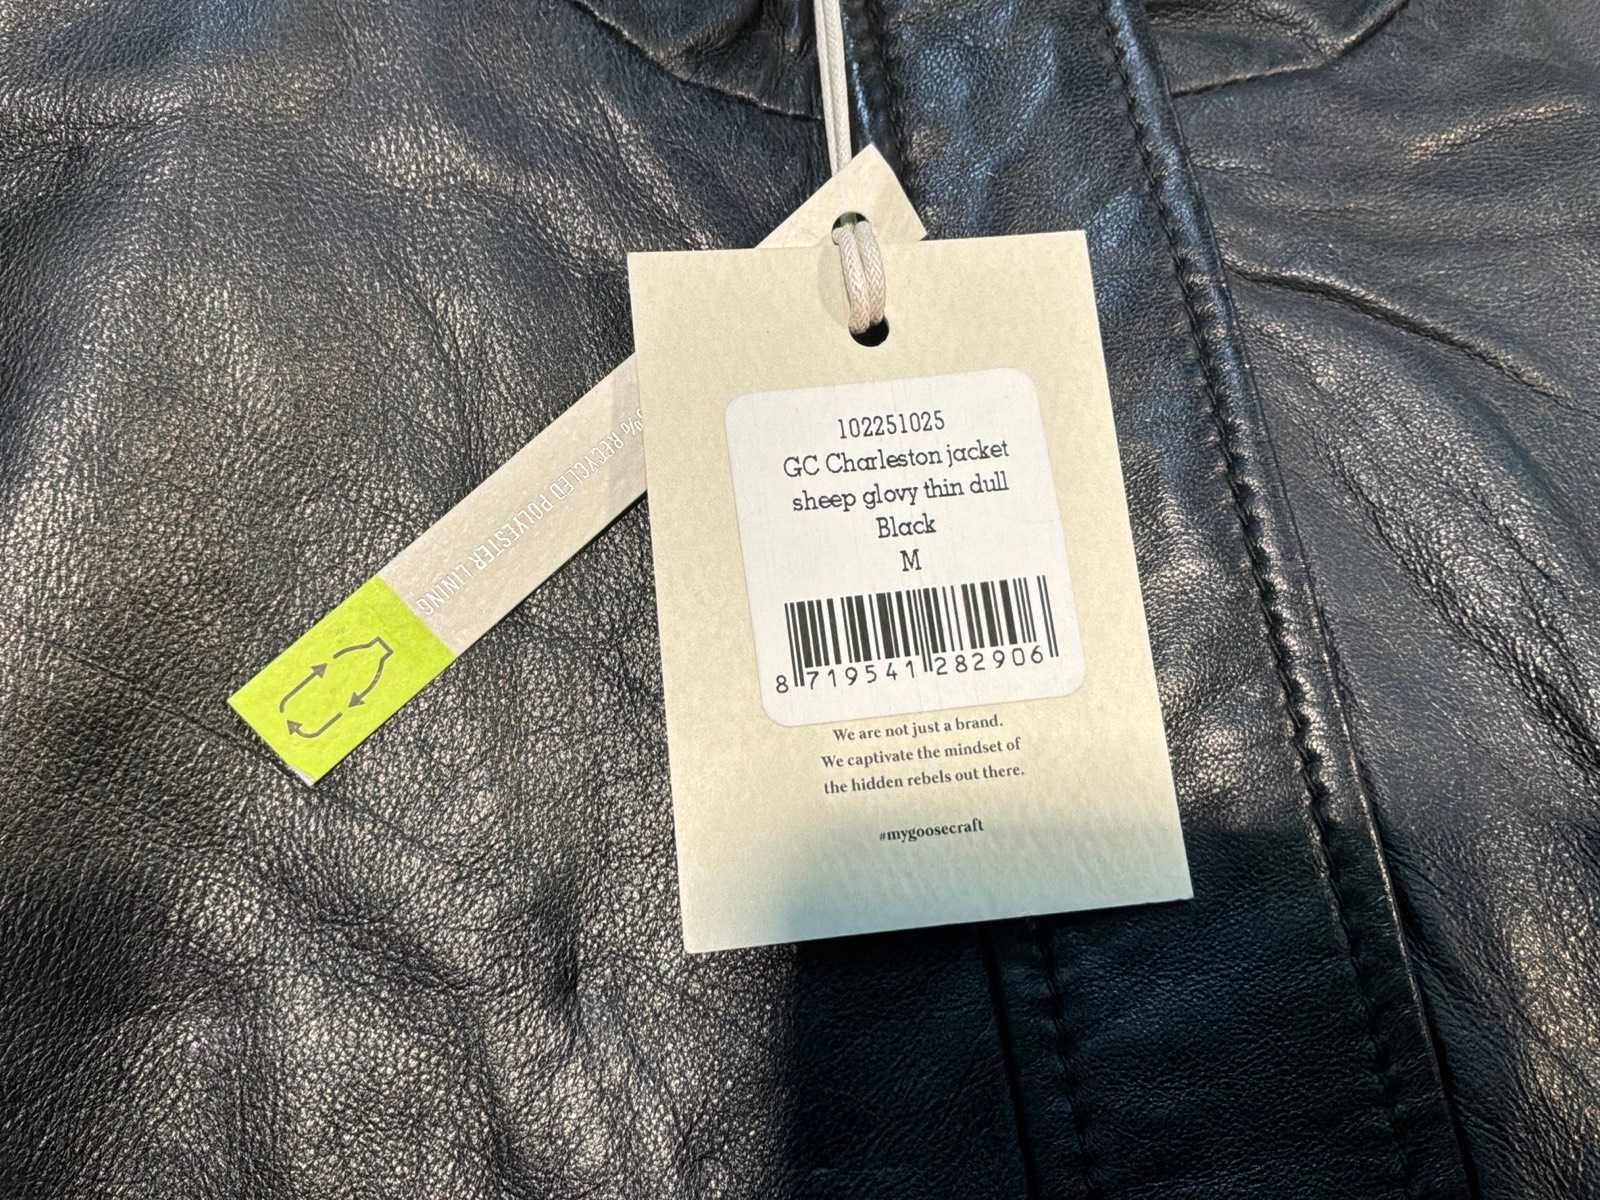 102251025
GC Charleston jacket
sheep glovy thin dull
Black
M
8 719541 282906
We are not just a brand.
We captivate the mindset of
the hidden rebels out there.
#mygoosecraft
RECYCLED POLYESTER LINING